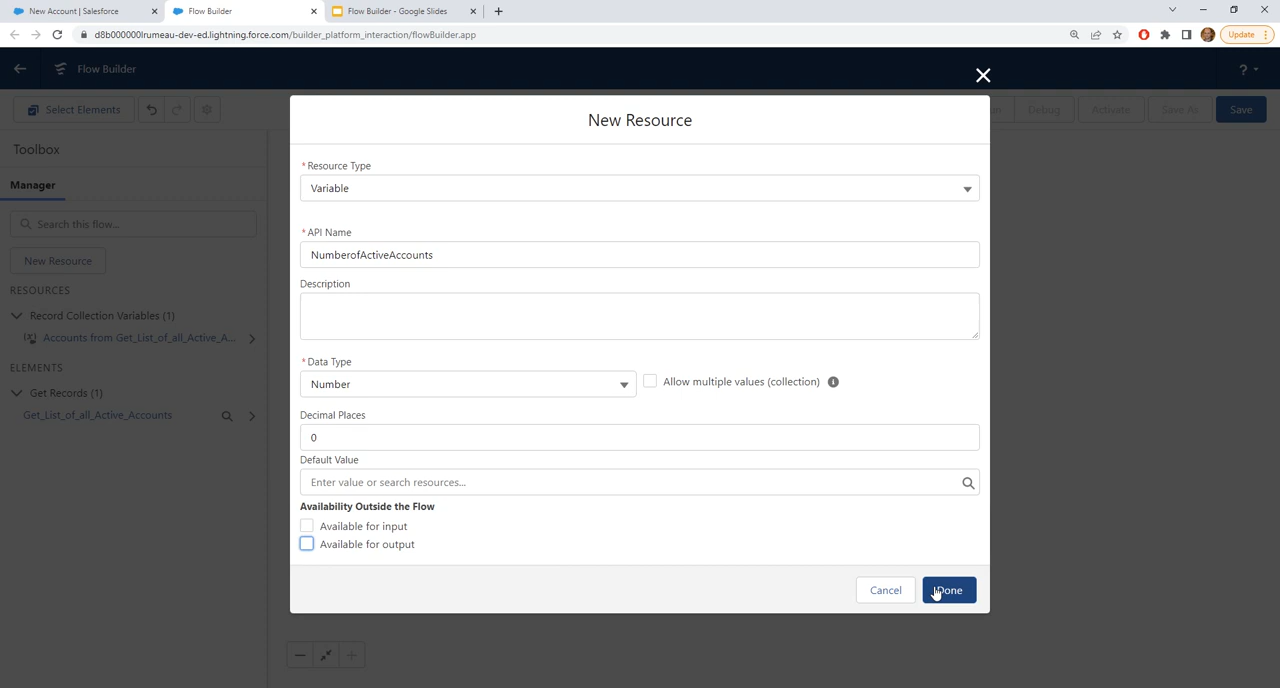 New Account | Salesforce
Flow Builder
Flow Builder - Google Slides
d8b000000lrumeau-dev-ed.lightning.force.com/builder_platform_interaction/flowBuilder.app
Update
Flow Builder
?
Select Elements
Debug
Activate
Save As
Save
Toolbox
New Resource
Manager
* Resource Type
Variable
Search this flow...
* API Name
NumberofActiveAccounts
New Resource
RESOURCES
Description
Record Collection Variables (1)
Accounts from Get_List_of_all_Active_A...
ELEMENTS
* Data Type
Number
Allow multiple values (collection)
Get Records (1)
Get_List_of_all_Active_Accounts
Decimal Places
0
Default Value
Enter value or search resources...
Availability Outside the Flow
Available for input
Available for output
Cancel
Done